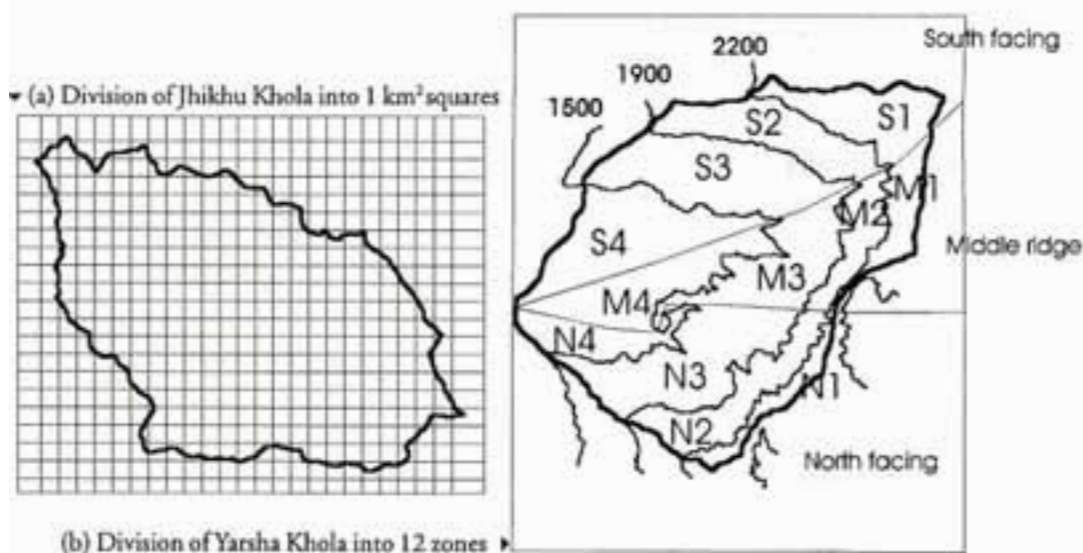 (a) Division of Jhikhu Khola into 1 km² squares
(b) Division of Yarsha Khola into 12 zones
2200
1900
1500
South facing
S1
S2
S3
S4
M1
M2
M3
M4
Middle ridge
N4
N3
N1
N2
North facing